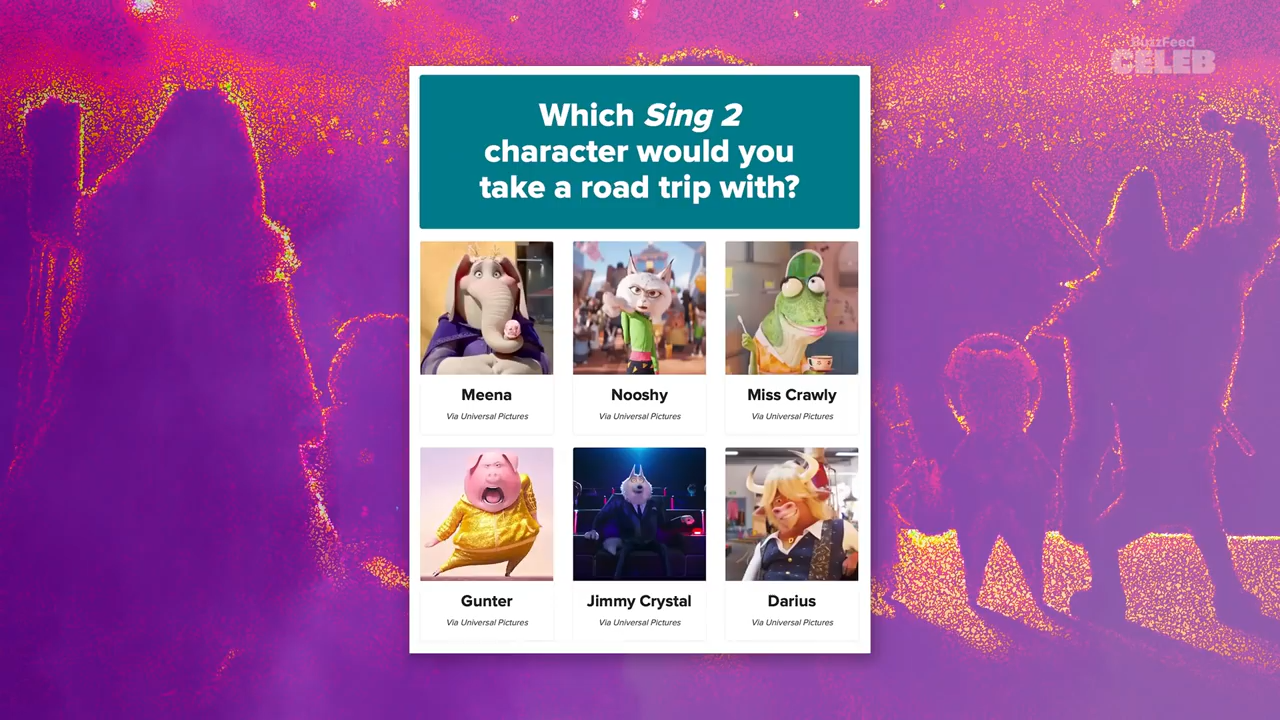 BuzzFeed
CELEB
Which Sing 2
character would you
take a road trip with?
Meena
Via Universal Pictures
Nooshy
Via Universal Pictures
Miss Crawly
Via Universal Pictures
Gunter
Via Universal Pictures
Jimmy Crystal
Via Universal Pictures
Darius
Via Universal Pictures